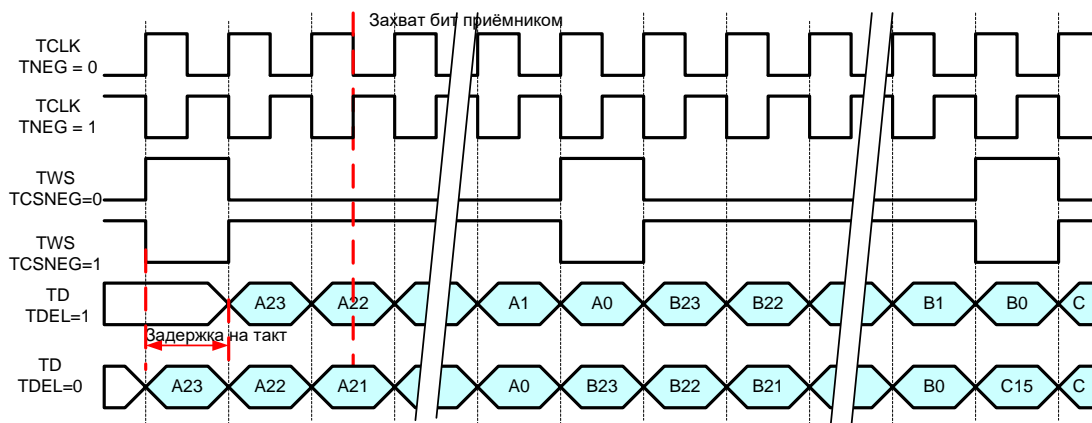 Захват бит приёмником
TCLK
TNEG = 0
TCLK
TNEG = 1
TWS
TCSNEG=0
TWS
TCSNEG=1
TD
TDEL=1
A23 A22 A1 A0 B23 B22 B1 B0 C
Задержка на такт
TD
TDEL=0
A23 A22 A21 A0 B23 B22 B21 B0 C15 C